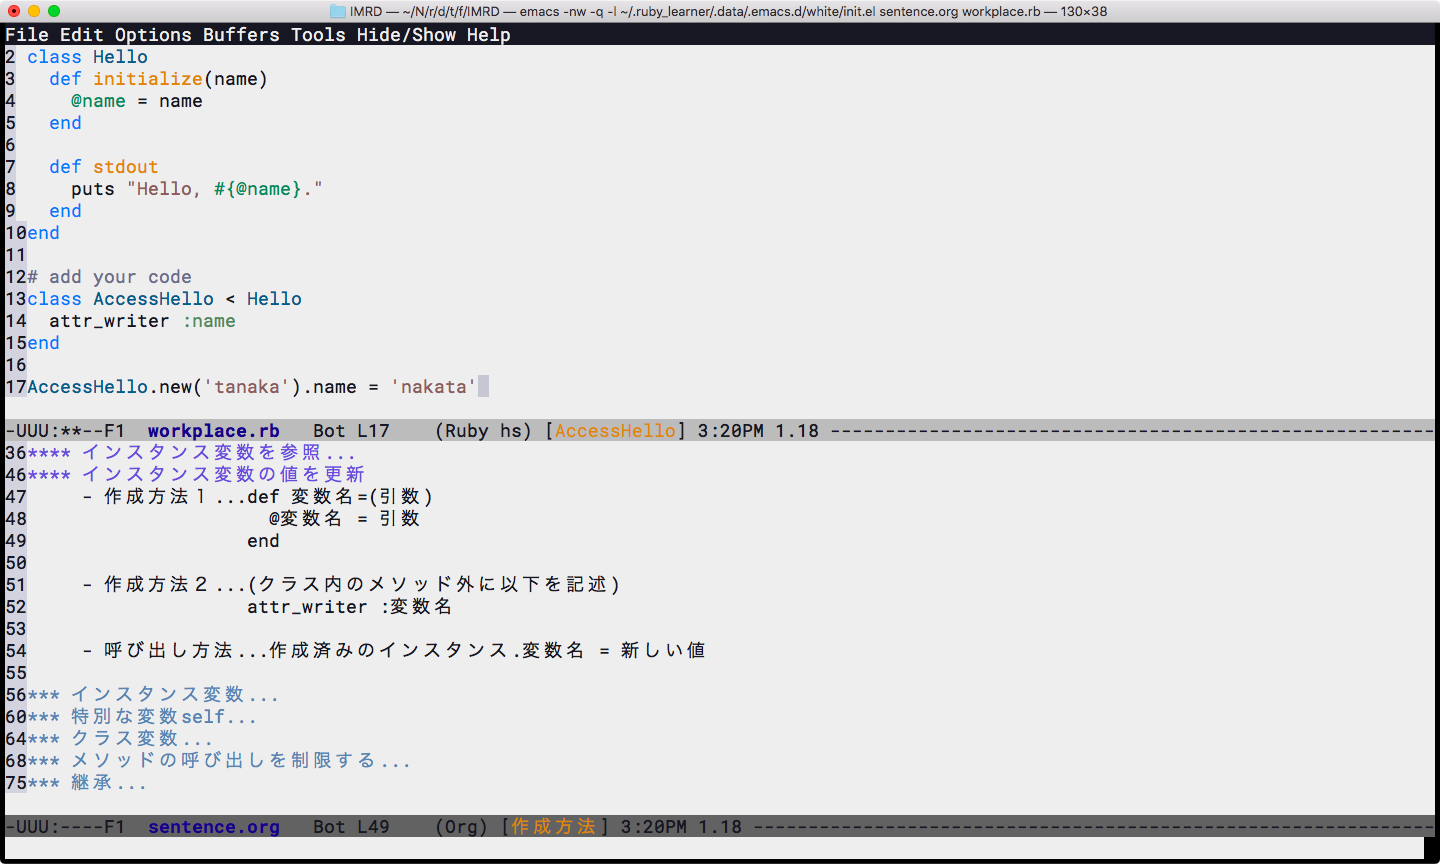 IMRD — ~/N/r/d/t/f/IMRD — emacs -nw -q -l ~/.ruby_learner/.data/.emacs.d/white/init.el sentence.org workplace.rb — 130×38
File Edit Options Buffers Tools Hide/Show Help
2 class Hello
3   def initialize(name)
4     @name = name
5   end
6
7   def stdout
8     puts "Hello, #{@name}."
9   end
10end
11
12# add your code
13class AccessHello < Hello
14  attr_writer :name
15end
16
17AccessHello.new('tanaka').name = 'nakata'
-UUU:**--F1  workplace.rb   Bot L17    (Ruby hs) [AccessHello] 3:20PM 1.18 -------------------------------------------------------
36**** インスタンス変数を参照...
46**** インスタンス変数の値を更新
47     - 作成方法１...def 変数名=(引数)
48                      @変数名 = 引数
49                    end
50
51     - 作成方法２...(クラス内のメソッド外に以下を記述)
52                    attr_writer :変数名
53
54     - 呼び出し方法...作成済みのインスタンス.変数名 = 新しい値
55
56*** インスタンス変数...
60*** 特別な変数self...
64*** クラス変数...
68*** メソッドの呼び出しを制限する...
75*** 継承...
-UUU:----F1  sentence.org   Bot L49    (Org) [作成方法] 3:20PM 1.18 --------------------------------------------------------------